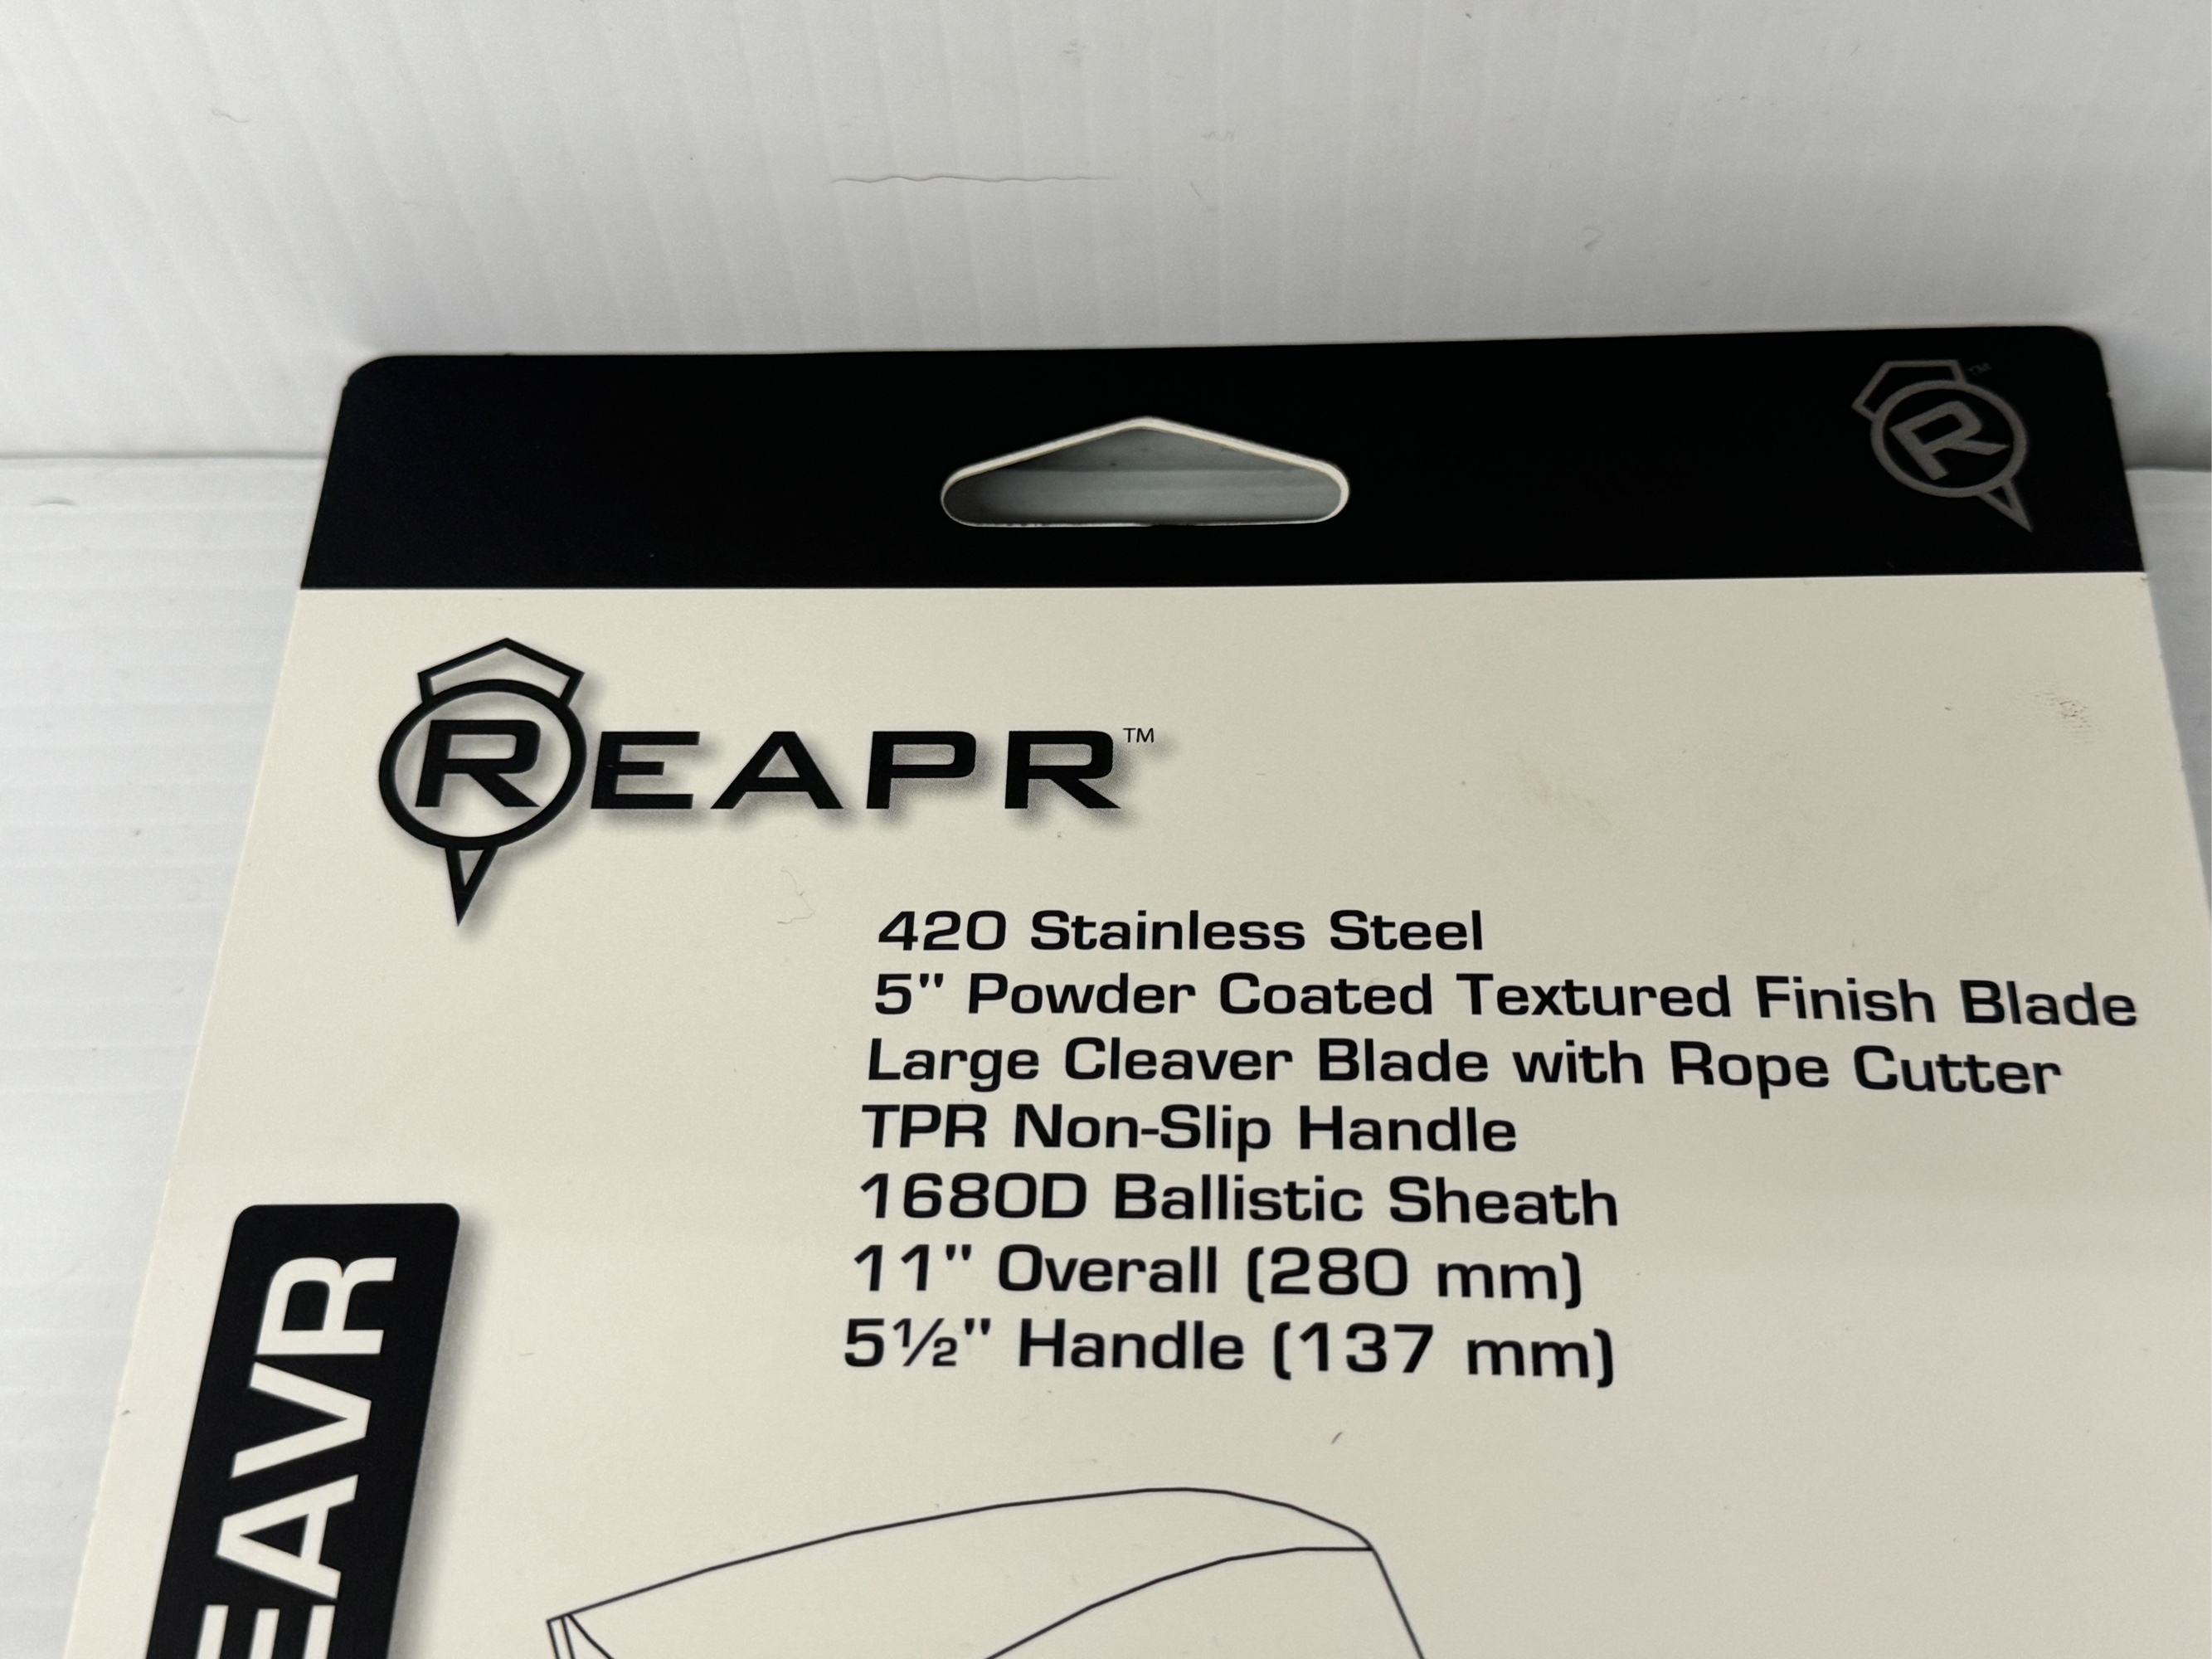 R™
REAPR™
420 Stainless Steel
5" Powder Coated Textured Finish Blade
Large Cleaver Blade with Rope Cutter
TPR Non-Slip Handle
1680D Ballistic Sheath
11" Overall (280 mm)
5½" Handle (137 mm)
EAVR